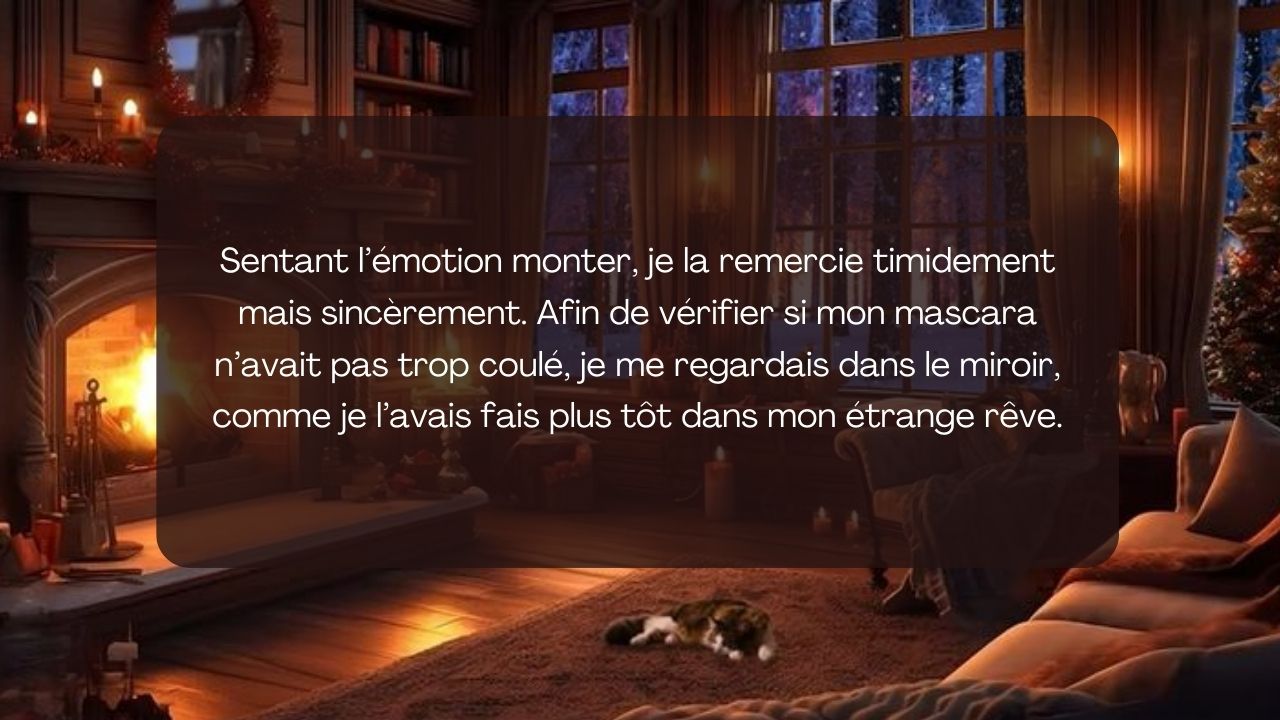 Sentant l’émotion monter, je la remercie timidement
mais sincèrement. Afin de vérifier si mon mascara
n’avait pas trop coulé, je me regardais dans le miroir,
comme je l’avais fais plus tôt dans mon étrange rêve.